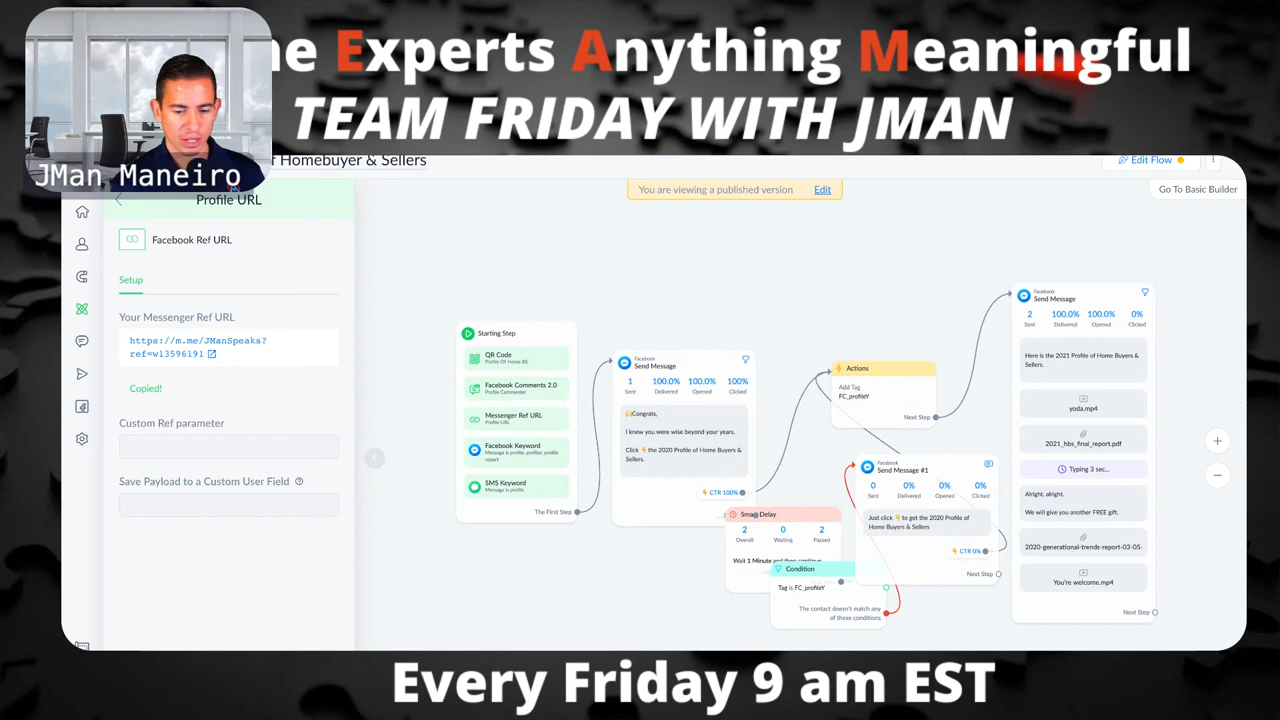 ne Experts Anything Meaningful
TEAM FRIDAY WITH JMAN
JMan Maneiro
f Homebuyer & Sellers
Edit Flow
You are viewing a published version Edit
Go To Basic Builder
Profile URL
Facebook Ref URL
Setup
Your Messenger Ref URL
https://m.me/JManSpeaks?
ref=w13596191
Copied!
Custom Ref parameter
Save Payload to a Custom User Field
Starting Step
QR Code
Profile Of Home BS
Facebook Comments 2.0
Profile Commenter
Messenger Ref URL
Profile URL
Facebook Keyword
Message is profile, profiler, profile
report
SMS Keyword
Message is profile
The First Step
Facebook
Send Message
1 100.0% 100.0% 100%
Sent Delivered Opened Clicked
Congrats,
I knew you were wise beyond your years.
Click 👇 the 2020 Profile of Home Buyers &
Sellers.
CTR 100%
Smart Delay
2 0 2
Overall Waiting Passed
Wait 1 Minute and then continue
Condition
Tag is FC_profileY
The contact doesn't match any
of these conditions
Actions
Add Tag
FC_profileY
Next Step
Facebook
Send Message #1
0 0% 0% 0%
Sent Delivered Opened Clicked
Just click 👇 to get the 2020 Profile of
Home Buyers & Sellers
CTR 0%
Next Step
Facebook
Send Message
2 100.0% 100.0% 0%
Sent Delivered Opened Clicked
Here is the 2021 Profile of Home Buyers &
Sellers.
yoda.mp4
2021_hbs_final_report.pdf
Typing 3 sec...
Alright, alright.
We will give you another FREE gift.
2020-generational-trends-report-03-05-
You're welcome.mp4
Next Step
Every Friday 9 am EST